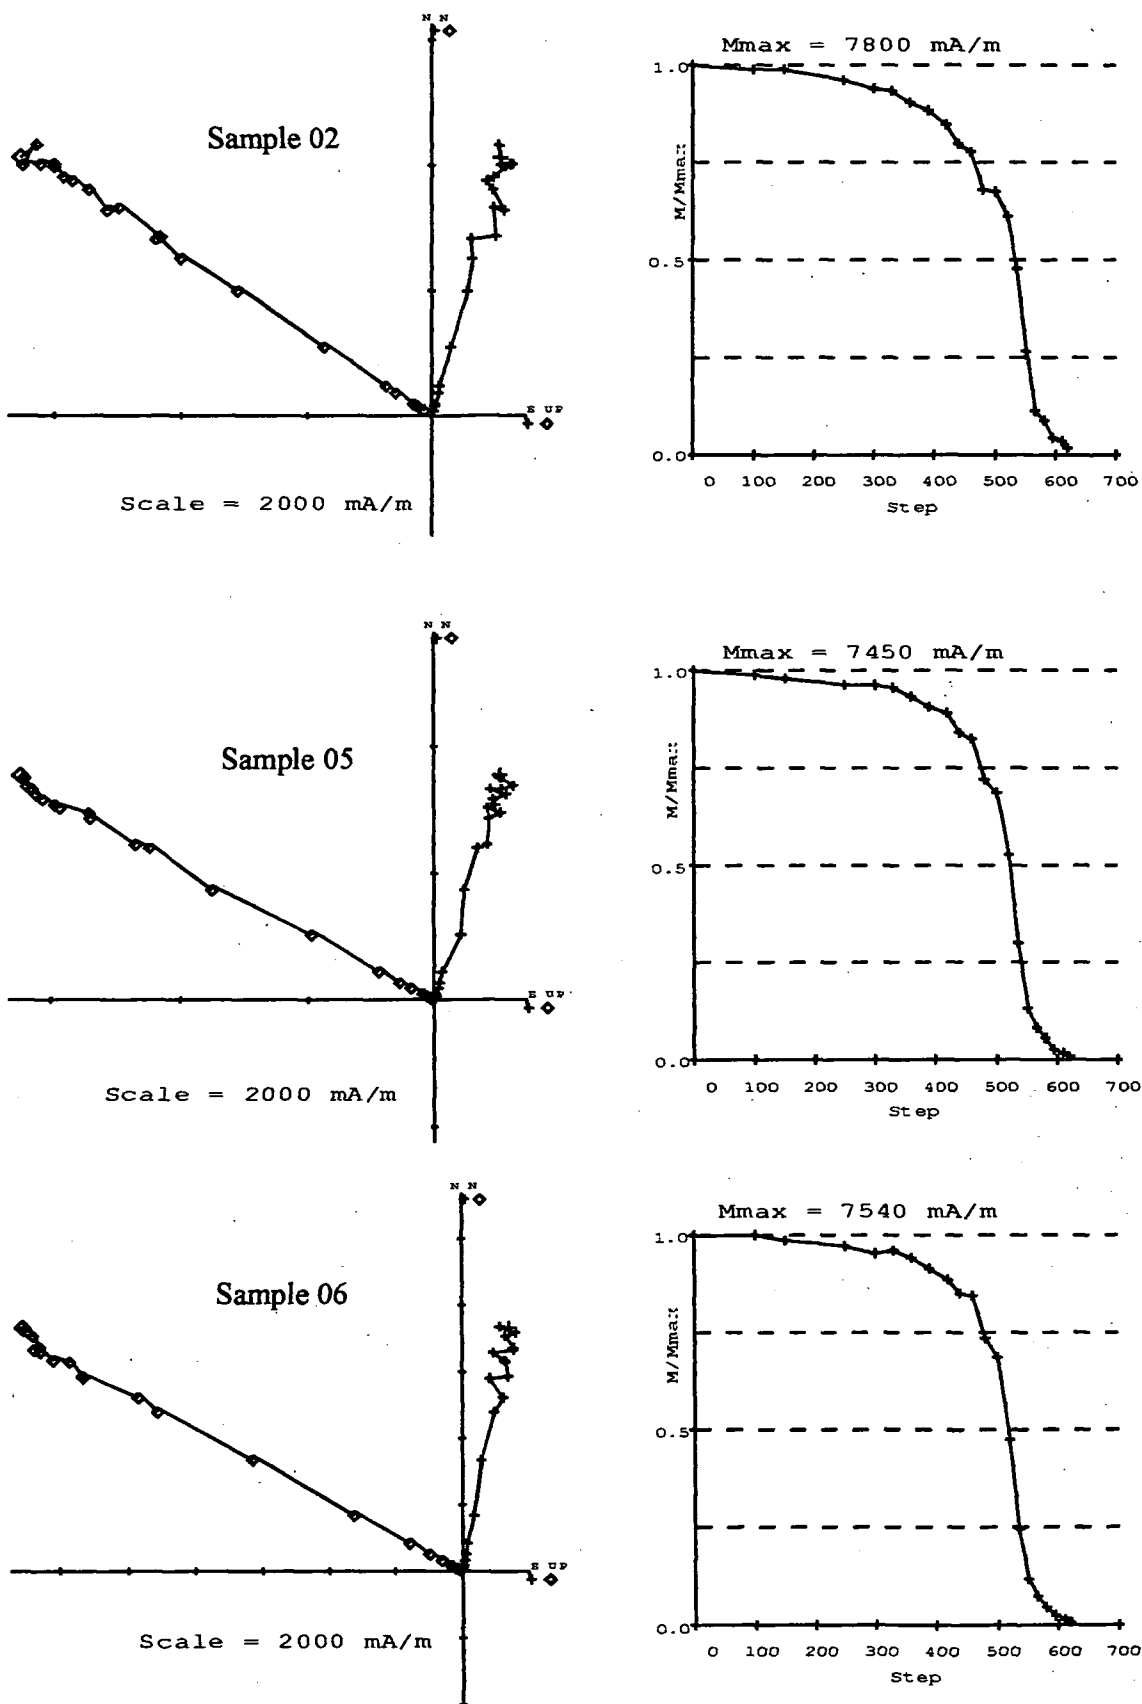 N N
Sample 02
E UP
Scale = 2000 mA/m
Mmax = 7800 mA/m
1.0
M/Mmax
0.5
0.0
0 100 200 300 400 500 600 700
Step
N N
Sample 05
E UP
Scale = 2000 mA/m
Mmax = 7450 mA/m
1.0
M/Mmax
0.5
0.0
0 100 200 300 400 500 600 700
Step
N N
Sample 06
E UP
Scale = 2000 mA/m
Mmax = 7540 mA/m
1.0
M/Mmax
0.5
0.0
0 100 200 300 400 500 600 700
Step